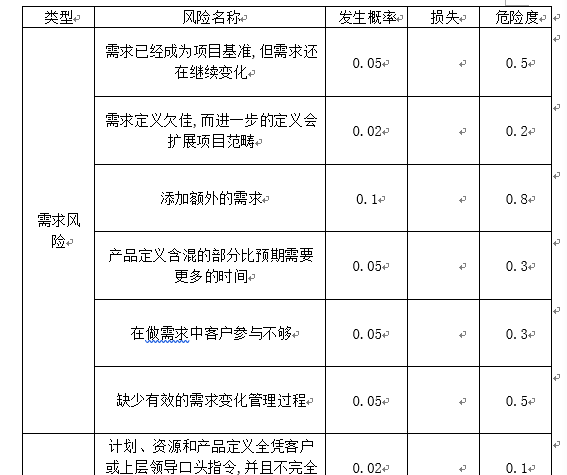 类型 风险名称 发生概率 损失 危险度
需求风险
需求已经成为项目基准,但需求还
在继续变化 0.05 0.5
需求定义欠佳,而进一步的定义会
扩展项目范畴 0.02 0.2
添加额外的需求 0.1 0.8
产品定义含混的部分比预期需要
更多的时间 0.05 0.3
在做需求中客户参与不够 0.05 0.3
缺少有效的需求变化管理过程 0.05 0.5
计划、资源和产品定义全凭客户
或上层领导口头指令,并且不完全 0.02 0.1